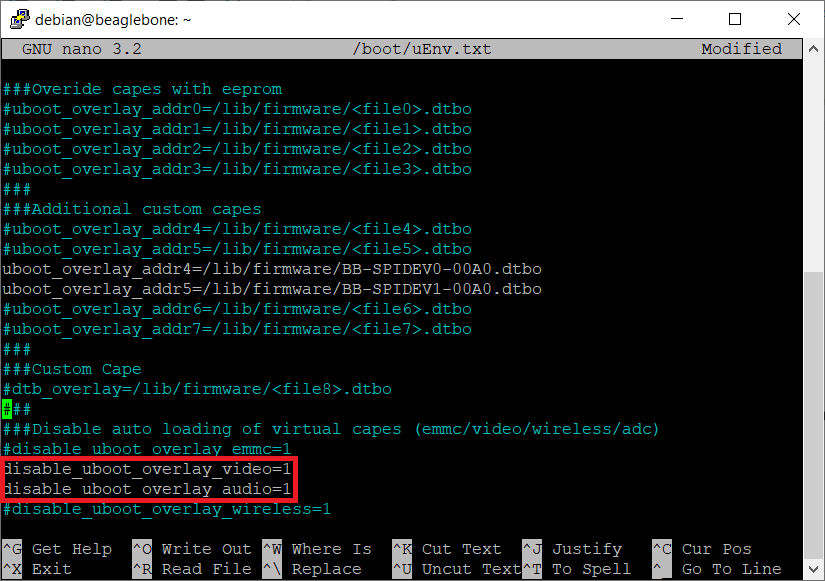 debian@beaglebone: ~
GNU nano 3.2 /boot/uEnv.txt Modified
###Overide capes with eeprom
#uboot_overlay_addr0=/lib/firmware/<file0>.dtbo
#uboot_overlay_addr1=/lib/firmware/<file1>.dtbo
#uboot_overlay_addr2=/lib/firmware/<file2>.dtbo
#uboot_overlay_addr3=/lib/firmware/<file3>.dtbo
###
###Additional custom capes
#uboot_overlay_addr4=/lib/firmware/<file4>.dtbo
#uboot_overlay_addr5=/lib/firmware/<file5>.dtbo
uboot_overlay_addr4=/lib/firmware/BB-SPIDEV0-00A0.dtbo
uboot_overlay_addr5=/lib/firmware/BB-SPIDEV1-00A0.dtbo
#uboot_overlay_addr6=/lib/firmware/<file6>.dtbo
#uboot_overlay_addr7=/lib/firmware/<file7>.dtbo
###
###Custom Cape
#dtb_overlay=/lib/firmware/<file8>.dtbo
###
###Disable auto loading of virtual capes (emmc/video/wireless/adc)
#disable_uboot_overlay_emmc=1
disable_uboot_overlay_video=1
disable_uboot_overlay_audio=1
#disable_uboot_overlay_wireless=1
^G Get Help ^O Write Out ^W Where Is ^K Cut Text ^J Justify ^C Cur Pos
^X Exit ^R Read File ^\ Replace ^U Uncut Text ^T To Spell ^_ Go To Line